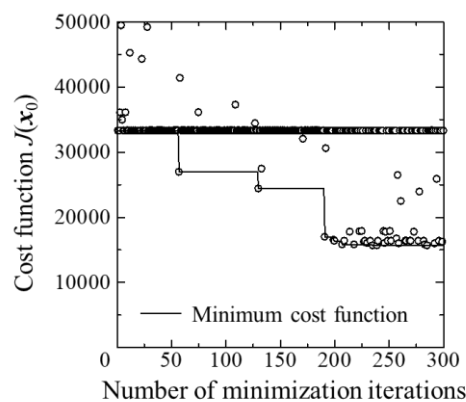 50000
40000
30000
20000
10000
Cost function J(x₀)
Minimum cost function
0 50 100 150 200 250 300
Number of minimization iterations